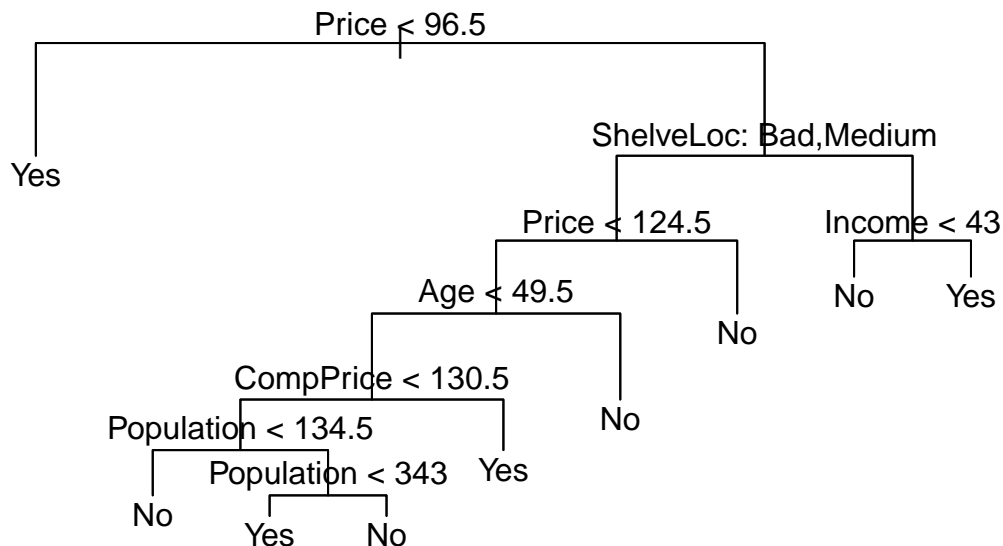 Price < 96.5
ShelveLoc: Bad,Medium
Yes
Price < 124.5
Income < 43
Age < 49.5
No
Yes
No
CompPrice < 130.5
No
Population < 134.5
Population < 343
Yes
No
Yes
No